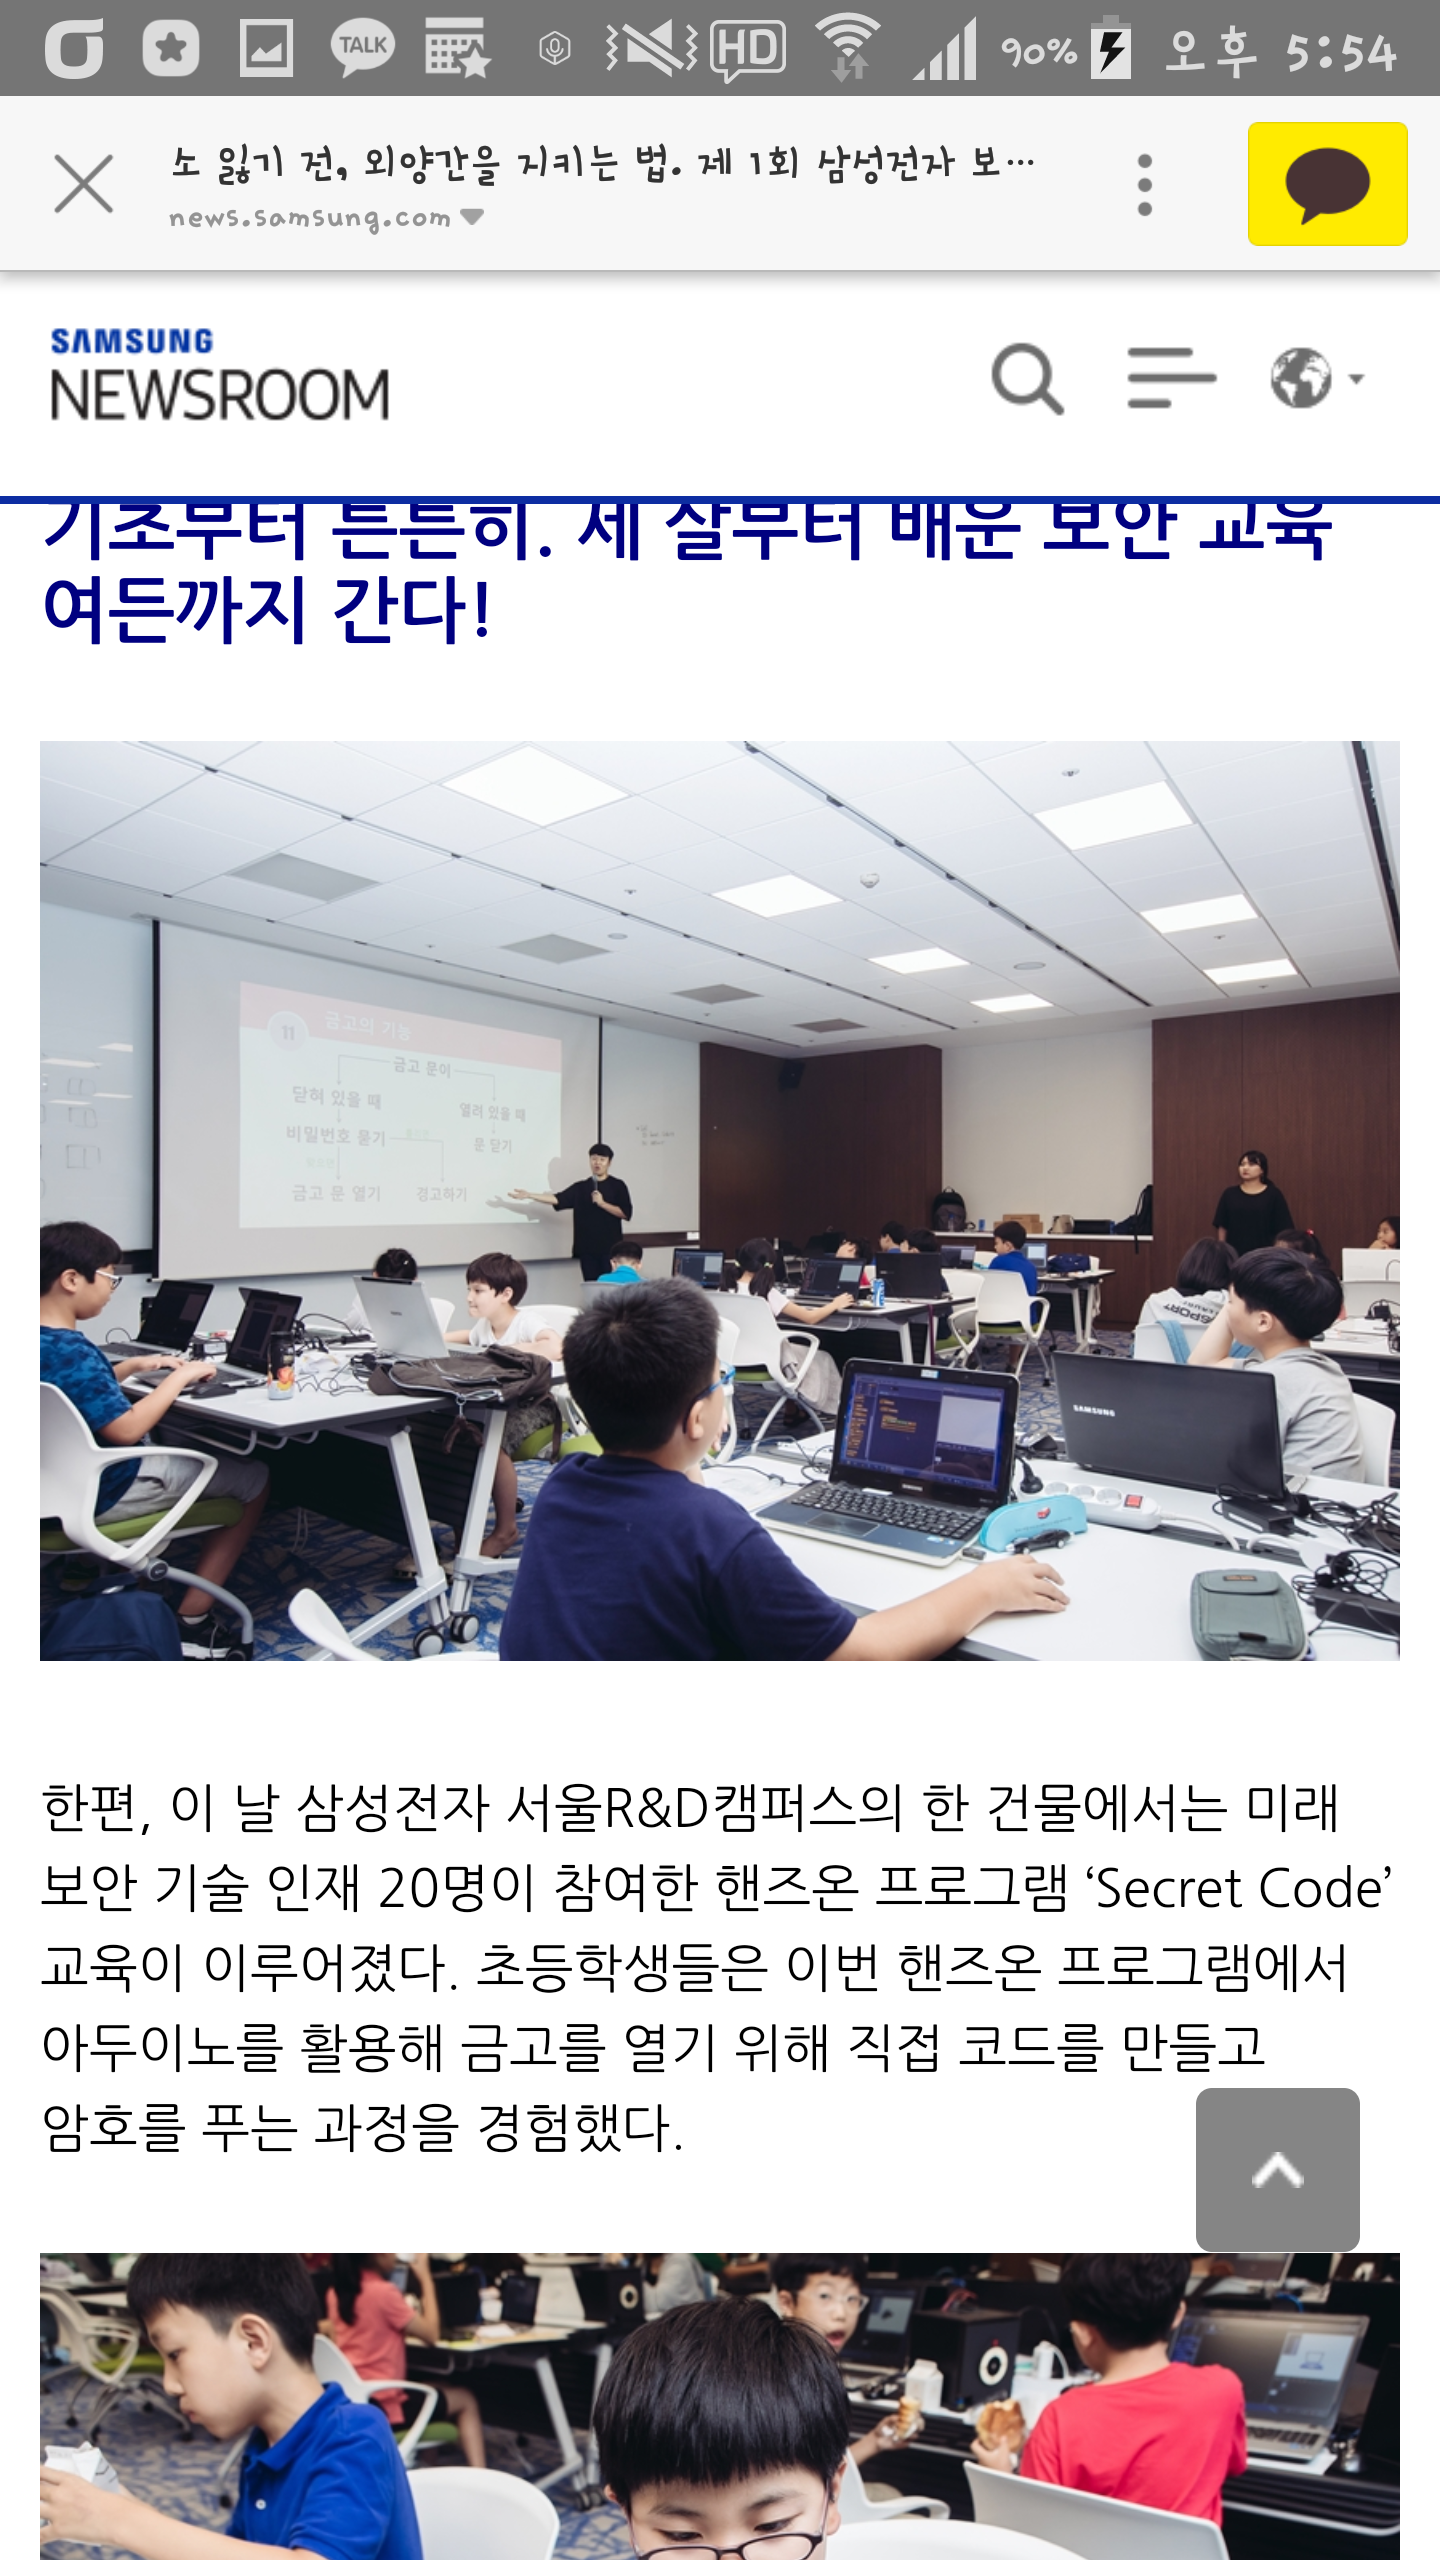 TALK
HD
90%
오후 5:54
소 잃기 전, 외양간을 지키는 법. 제 1회 삼성전자 보…
news.samsung.com
SAMSUNG
NEWSROOM
기초부터 튼튼히. 세 살부터 배운 보안 교육
여든까지 간다!
11 금고의 기능
금고 문이
닫혀 있을 때
열려 있을 때
비밀번호 묻기
문 닫기
금고 문 열기
경고하기
SAMSUNG
한편, 이 날 삼성전자 서울R&D캠퍼스의 한 건물에서는 미래
보안 기술 인재 20명이 참여한 핸즈온 프로그램 ‘Secret Code’
교육이 이루어졌다. 초등학생들은 이번 핸즈온 프로그램에서
아두이노를 활용해 금고를 열기 위해 직접 코드를 만들고
암호를 푸는 과정을 경험했다.